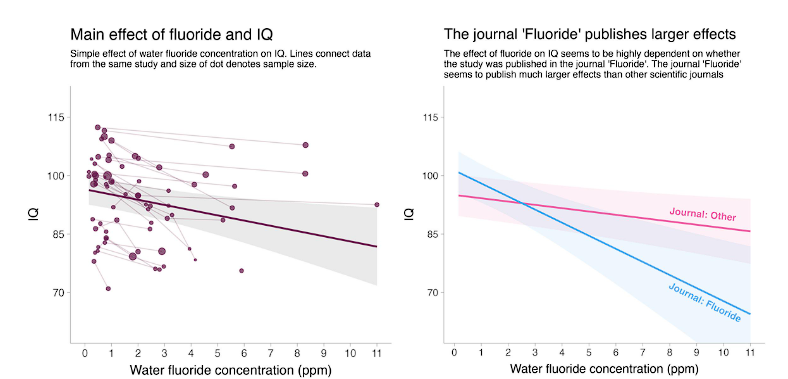 Main effect of fluoride and IQ
Simple effect of water fluoride concentration on IQ. Lines connect data
from the same study and size of dot denotes sample size.
IQ
115
100
85
70
0 1 2 3 4 5 6 7 8 9 10 11
Water fluoride concentration (ppm)
The journal 'Fluoride' publishes larger effects
The effect of fluoride on IQ seems to be highly dependent on whether
the study was published in the journal 'Fluoride'. The journal 'Fluoride'
seems to publish much larger effects than other scientific journals
IQ
115
100
85
70
Journal: Other
Journal: Fluoride
0 1 2 3 4 5 6 7 8 9 10 11
Water fluoride concentration (ppm)